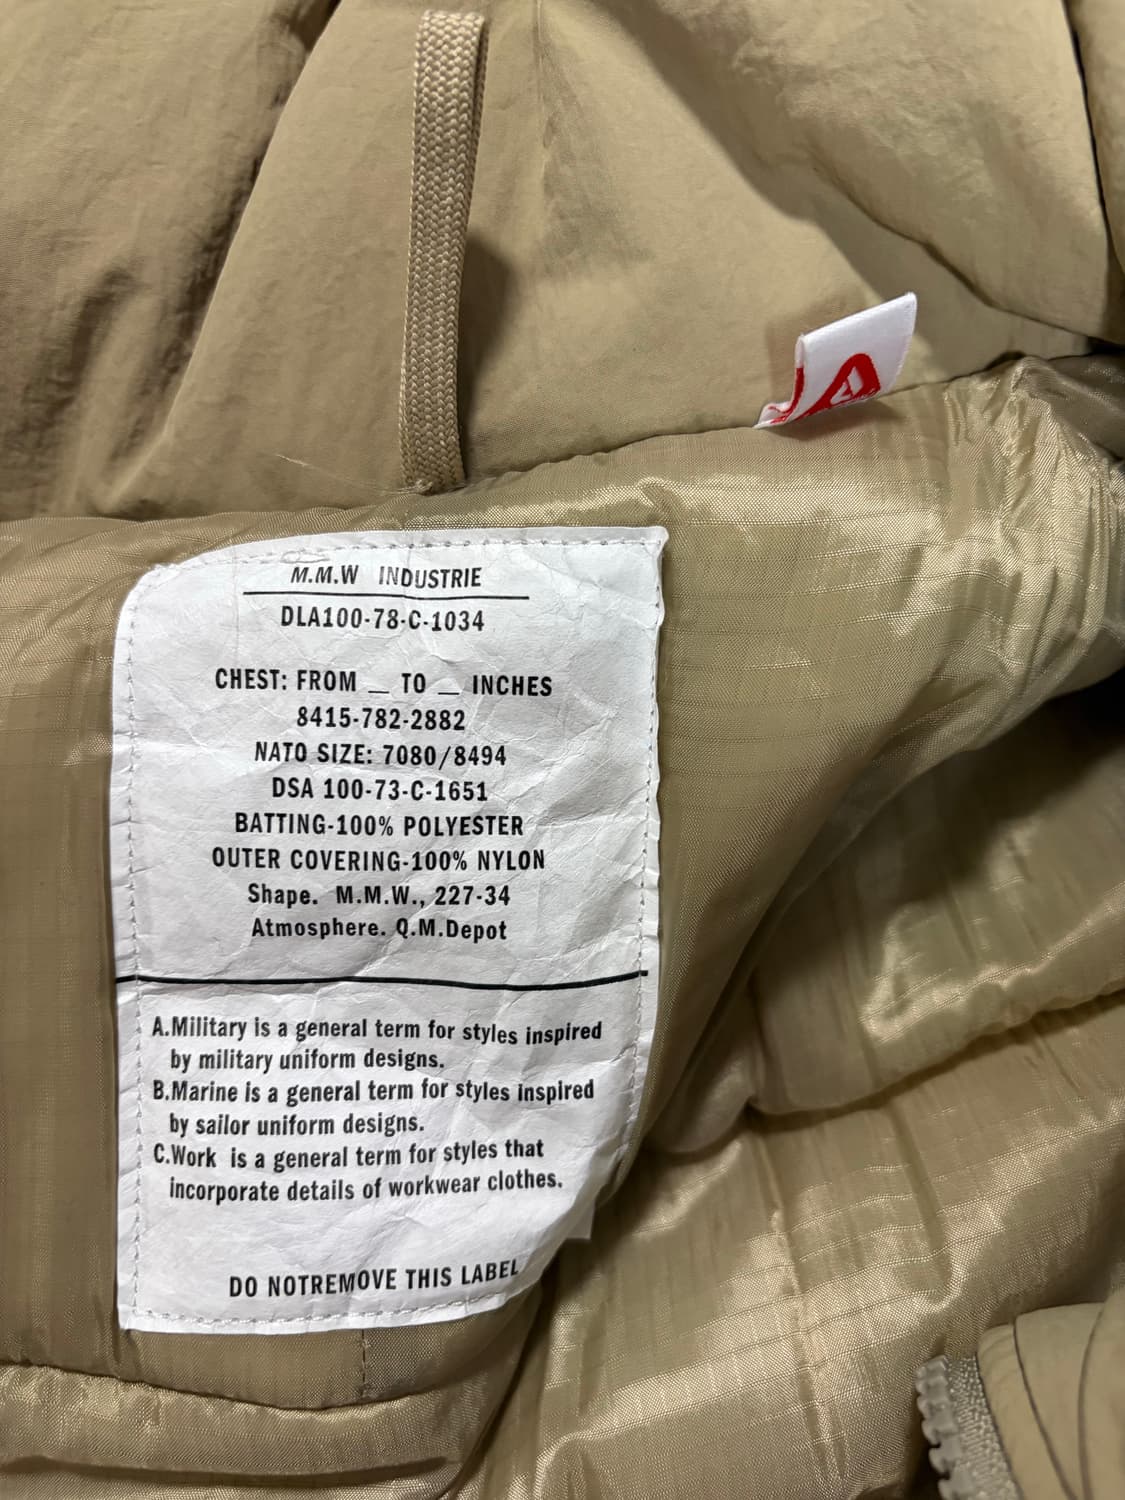 M.M.W INDUSTRIE
DLA100-78-C-1034
CHEST: FROM _ TO _ INCHES
8415-782-2882
NATO SIZE: 7080/8494
DSA 100-73-C-1651
BATTING-100% POLYESTER
OUTER COVERING-100% NYLON
Shape. M.M.W., 227-34
Atmosphere. Q.M.Depot
A.Military is a general term for styles inspired
by military uniform designs.
B.Marine is a general term for styles inspired
by sailor uniform designs.
C.Work is a general term for styles that
incorporate details of workwear clothes.
DO NOTREMOVE THIS LABEL